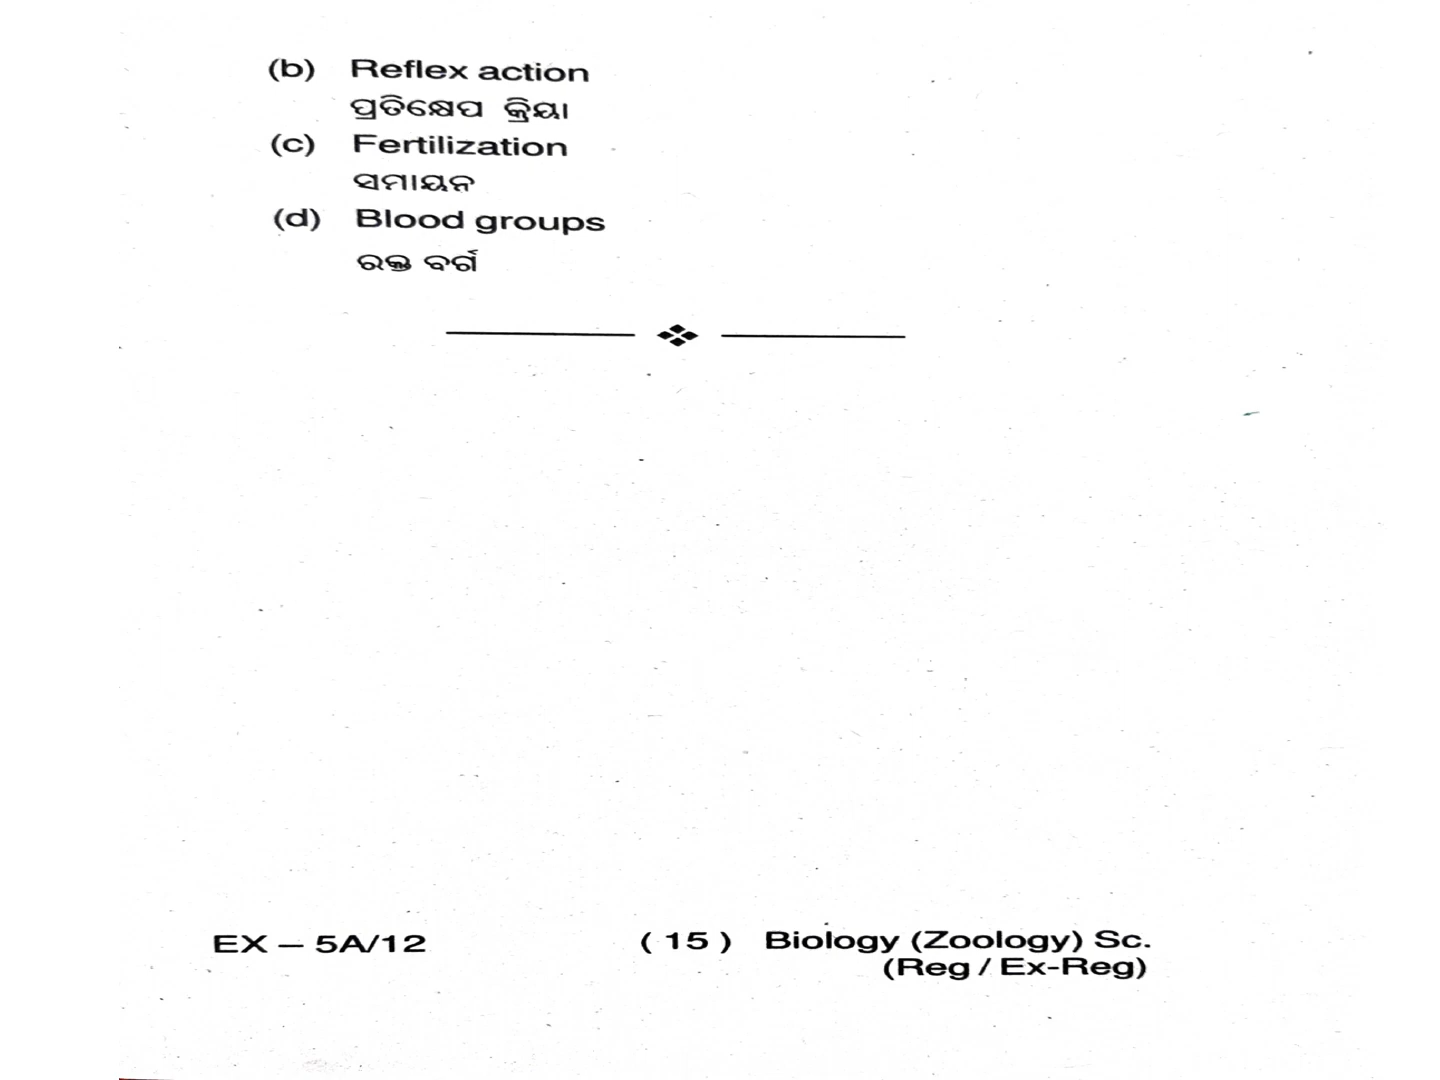 (b) Reflex action
ପ୍ରତିକ୍ଷେପ କ୍ରିୟା
(c) Fertilization
ସମାୟନ
(d) Blood groups
ରକ୍ତ ବର୍ଗ
EX – 5A/12 ( 15 ) Biology (Zoology) Sc.
(Reg / Ex-Reg)